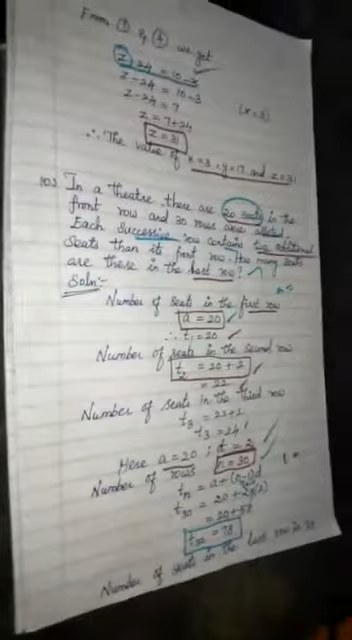 From ① & ④ we get
z - 24 = 10 - x
z - 24 = 10 - 3
z - 24 = 7 (x = 3)
z = 7 + 24
z = 31
∴ The value of x = 3, y = 17 and z = 31
10). In a theatre there are 20 seats in the
front row and 30 rows were allotted.
Each successive row contains two additional
seats than its front row. How many seats
are there in the last row?
Soln:-
Number of seats in the first row
a = 20
∴ t₁ = 20
Number of seats in the second row
t₂ = 20 + 2
= 22
Number of seats in the third row
t₃ = 22 + 2
t₃ = 24
Here a = 20 ; d = 2
Number of rows n = 30
tₙ = a + (n-1)d
t₃₀ = 20 + 29(2)
= 20 + 58
t₃₀ = 78
Number of seats in the last row is